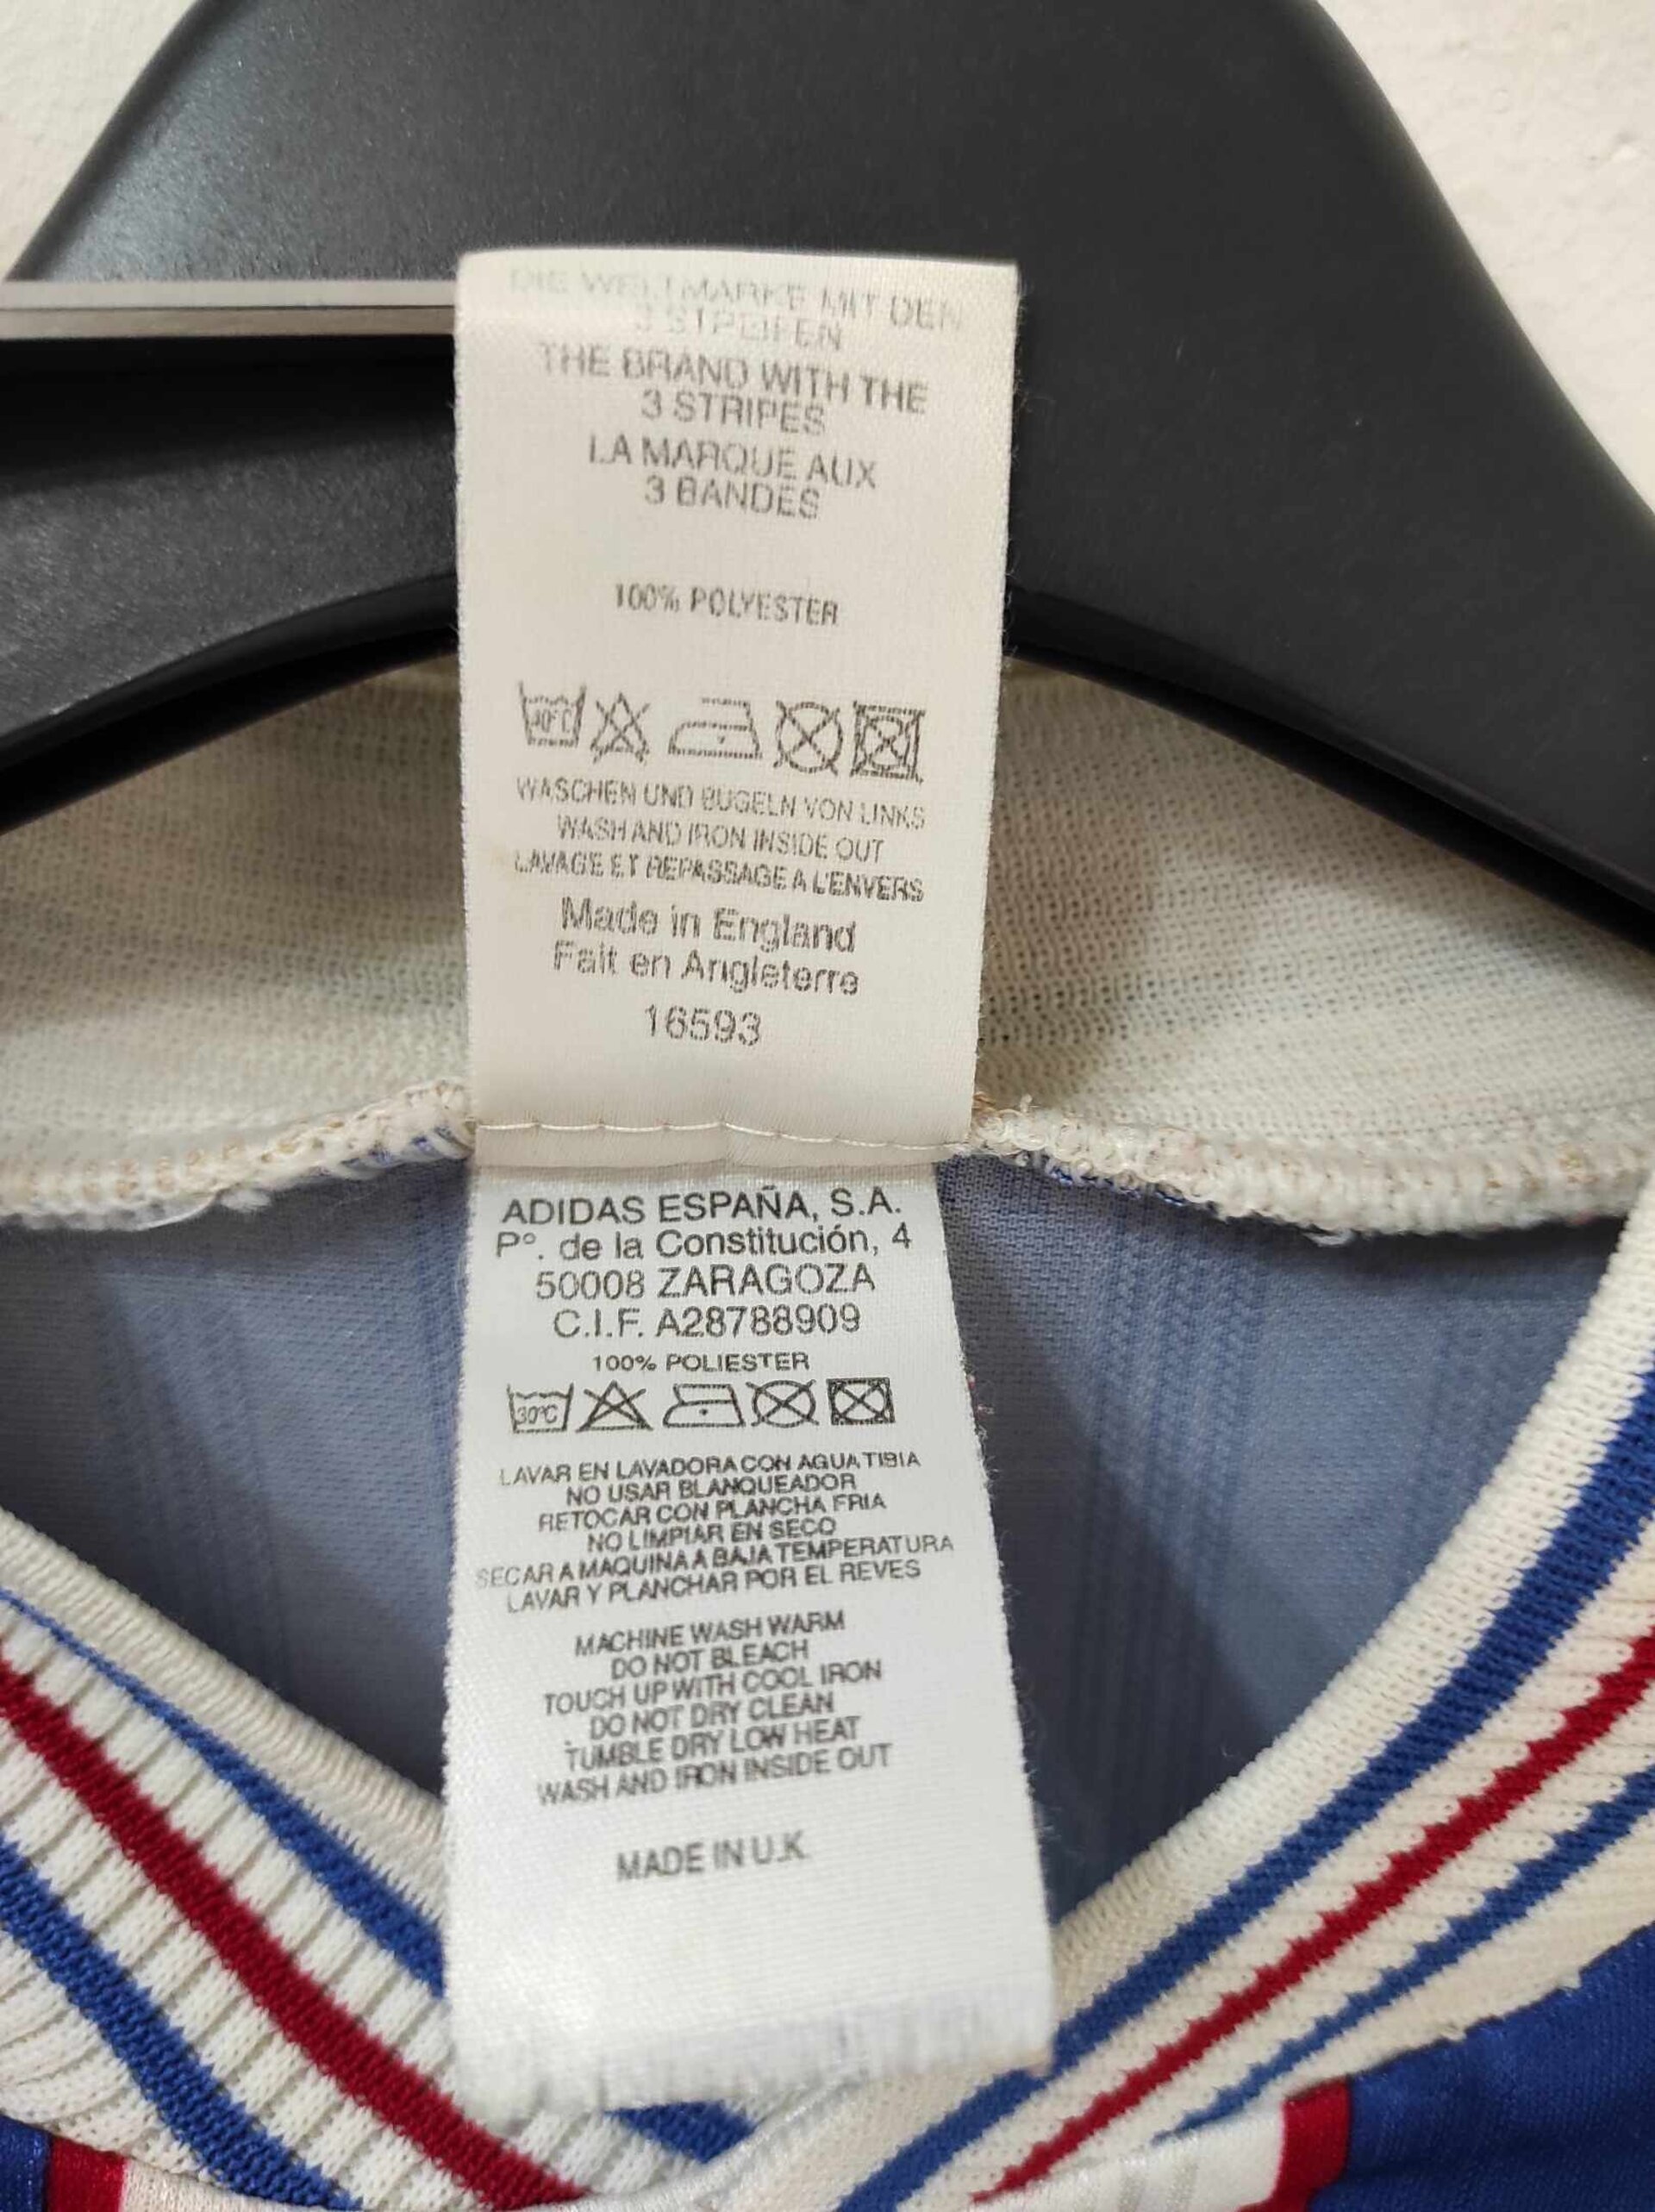 DIE WELTMARKE MIT DEN
3 STREIFEN
THE BRAND WITH THE
3 STRIPES
LA MARQUE AUX
3 BANDES
100% POLYESTER
WASCHEN UND BUGELN VON LINKS
WASH AND IRON INSIDE OUT
LAVAGE ET REPASSAGE A L'ENVERS
Made in England
Fait en Angleterre
16593
ADIDAS ESPAÑA, S.A.
Pº. de la Constitución, 4
50008 ZARAGOZA
C.I.F. A28788909
100% POLIESTER
30ºC
LAVAR EN LAVADORA CON AGUA TIBIA
NO USAR BLANQUEADOR
RETOCAR CON PLANCHA FRIA
NO LIMPIAR EN SECO
SECAR A MAQUINA A BAJA TEMPERATURA
LAVAR Y PLANCHAR POR EL REVES
MACHINE WASH WARM
DO NOT BLEACH
TOUCH UP WITH COOL IRON
DO NOT DRY CLEAN
TUMBLE DRY LOW HEAT
WASH AND IRON INSIDE OUT
MADE IN U.K.